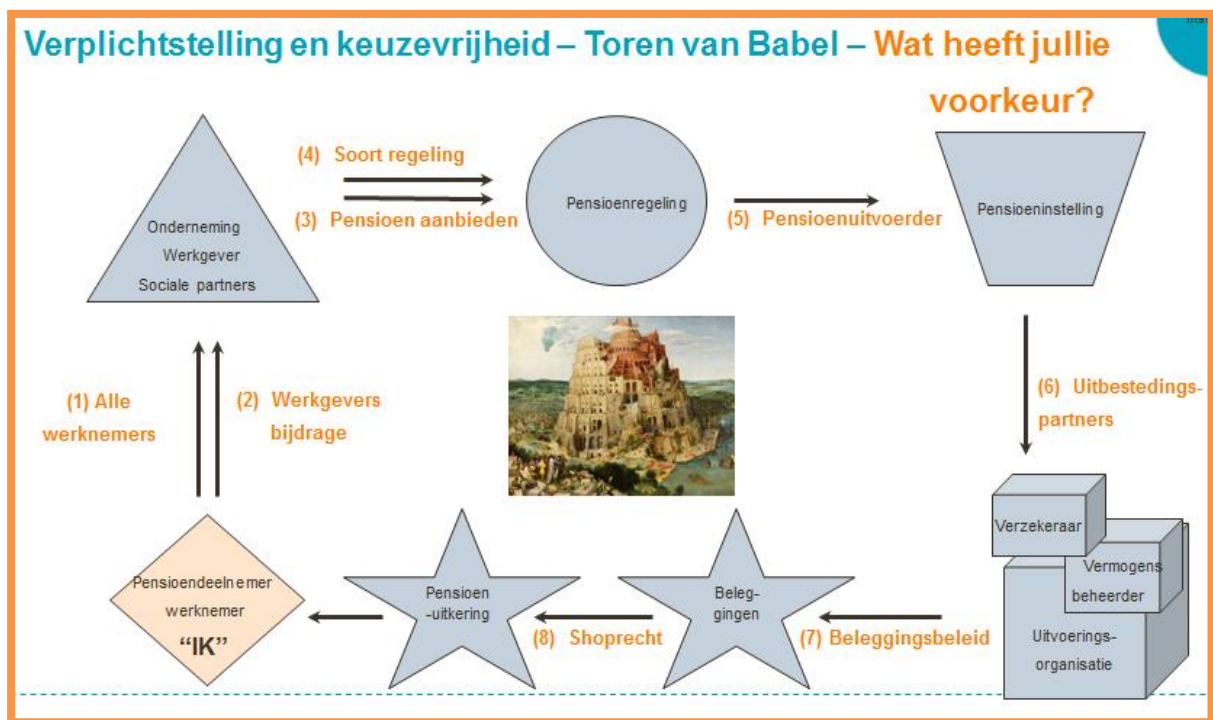 Verplichtstelling en keuzevrijheid – Toren van Babel – Wat heeft jullie
voorkeur?
(4) Soort regeling
(3) Pensioen aanbieden
Onderneming
Werkgever
Sociale partners
Pensioenregeling
(5) Pensioenuitvoerder
Pensioeninstelling
(1) Alle
werknemers
(2) Werkgevers
bijdrage
(6) Uitbestedings-
partners
Verzekeraar
Vermogens
beheerder
Uitvoerings-
organisatie
(7) Beleggingsbeleid
Beleg-
gingen
(8) Shoprecht
Pensioen
-uitkering
Pensioendeelnemer
werknemer
“IK”